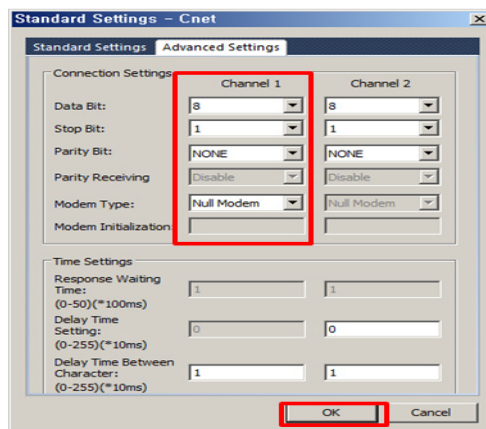 Standard Settings – Cnet
Standard Settings Advanced Settings
Connection Settings
Channel 1 Channel 2
Data Bit: 8 8
Stop Bit: 1 1
Parity Bit: NONE NONE
Parity Receiving Disable Disable
Modem Type: Null Modem Null Modem
Modem Initialization:
Time Settings
Response Waiting
Time: 1 1
(0-50)(*100ms)
Delay Time
Setting: 0 0
(0-255)(*10ms)
Delay Time Between
Character: 1 1
(0-255)(*10ms)
OK Cancel